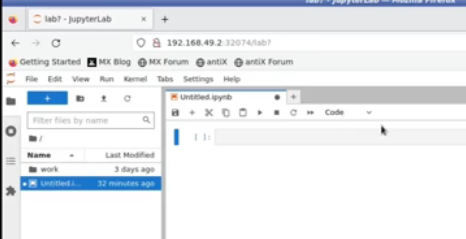 lab? - JupyterLab — Mozilla Firefox
lab? - JupyterLab
192.168.49.2:32074/lab?
Getting Started MX Blog MX Forum antiX antiX Forum
File Edit View Run Kernel Tabs Settings Help
Untitled.ipynb
Code
Filter files by name
/
Name Last Modified
work 3 days ago
Untitled.i... 32 minutes ago
[ ]: